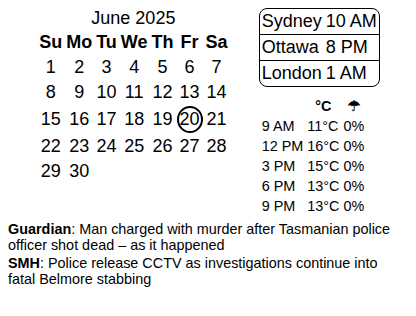 June 2025
Su Mo Tu We Th Fr Sa
1 2 3 4 5 6 7
8 9 10 11 12 13 14
15 16 17 18 19 20 21
22 23 24 25 26 27 28
29 30
Sydney 10 AM
Ottawa 8 PM
London 1 AM
°C ☂
9 AM 11°C 0%
12 PM 16°C 0%
3 PM 15°C 0%
6 PM 13°C 0%
9 PM 13°C 0%
Guardian: Man charged with murder after Tasmanian police
officer shot dead – as it happened
SMH: Police release CCTV as investigations continue into
fatal Belmore stabbing